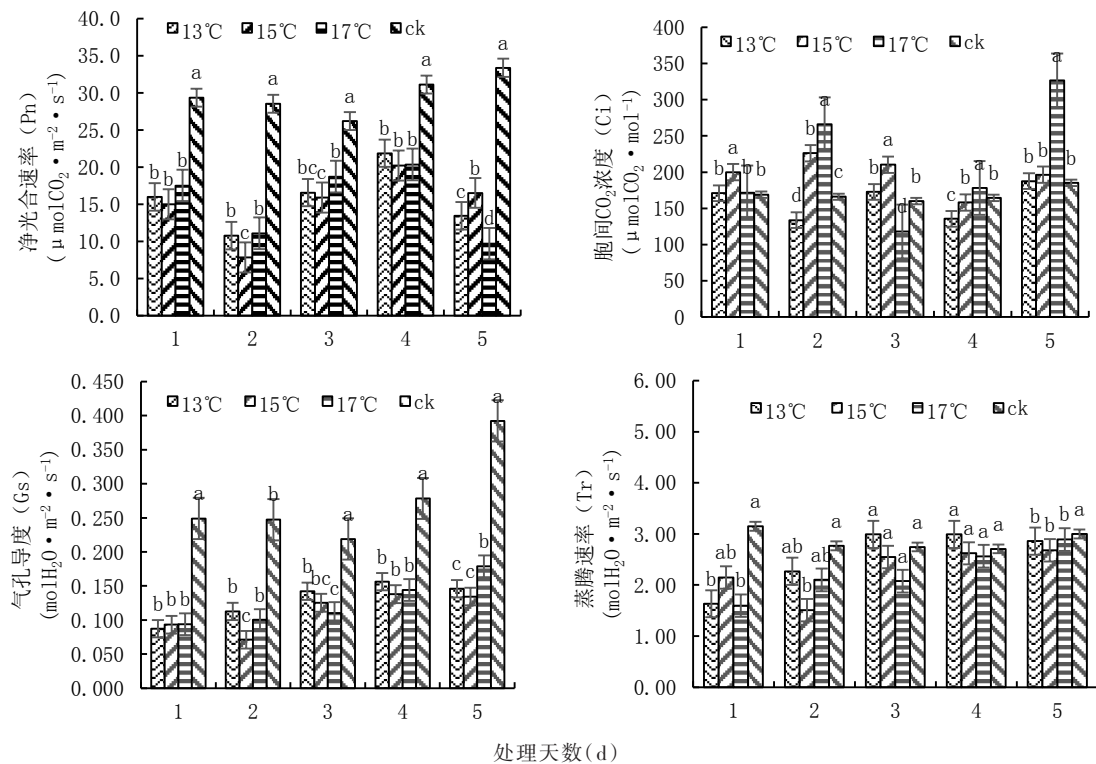 13℃ 15℃ 17℃ ck
净光合速率（Pn）
（μmolCO₂•m⁻²•s⁻¹）
40.0
35.0
30.0
25.0
20.0
15.0
10.0
5.0
0.0
b b b a
b c b a
bc c b a
b b b a
c b d a
1 2 3 4 5
13℃ 15℃ 17℃ ck
胞间CO₂浓度（Ci）
（μmolCO₂•mol⁻¹）
400
350
300
250
200
150
100
50
0
b a b b
d b a c
b a d b
c b a b
b b a b
1 2 3 4 5
13℃ 15℃ 17℃ ck
气孔导度（Gs）
(molH₂O•m⁻²•s⁻¹)
0.450
0.400
0.350
0.300
0.250
0.200
0.150
0.100
0.050
0.000
b b b a
b c b b
b bc c a
b b b a
c c b a
1 2 3 4 5
13℃ 15℃ 17℃ ck
蒸腾速率（Tr）
(molH₂O•m⁻²•s⁻¹)
6.00
5.00
4.00
3.00
2.00
1.00
0.00
b ab b a
ab b ab a
a a a a
a a a a
b b b a
1 2 3 4 5
处理天数(d)